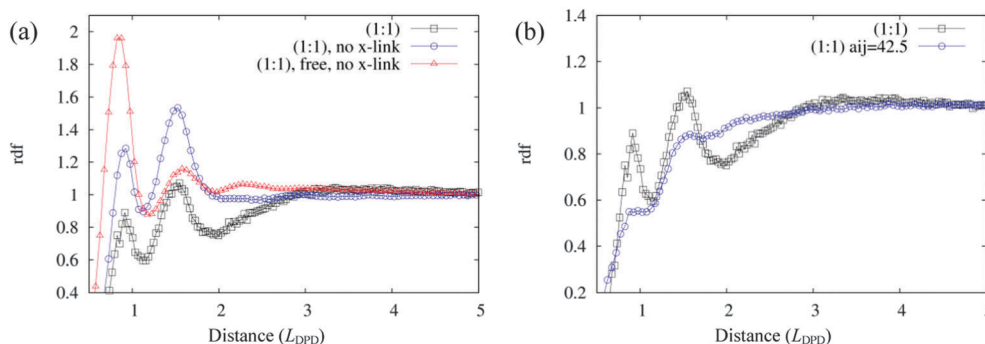 (a)
2
1.8
1.6
1.4
1.2
1
0.8
0.6
0.4
rdf
(1:1)
(1:1), no x-link
(1:1), free, no x-link
1 2 3 4 5
Distance (L_DPD)
(b)
1.4
1.2
1.0
0.8
0.6
0.4
0.2
rdf
(1:1)
(1:1) aij=42.5
1 2 3 4
Distance (L_DPD)